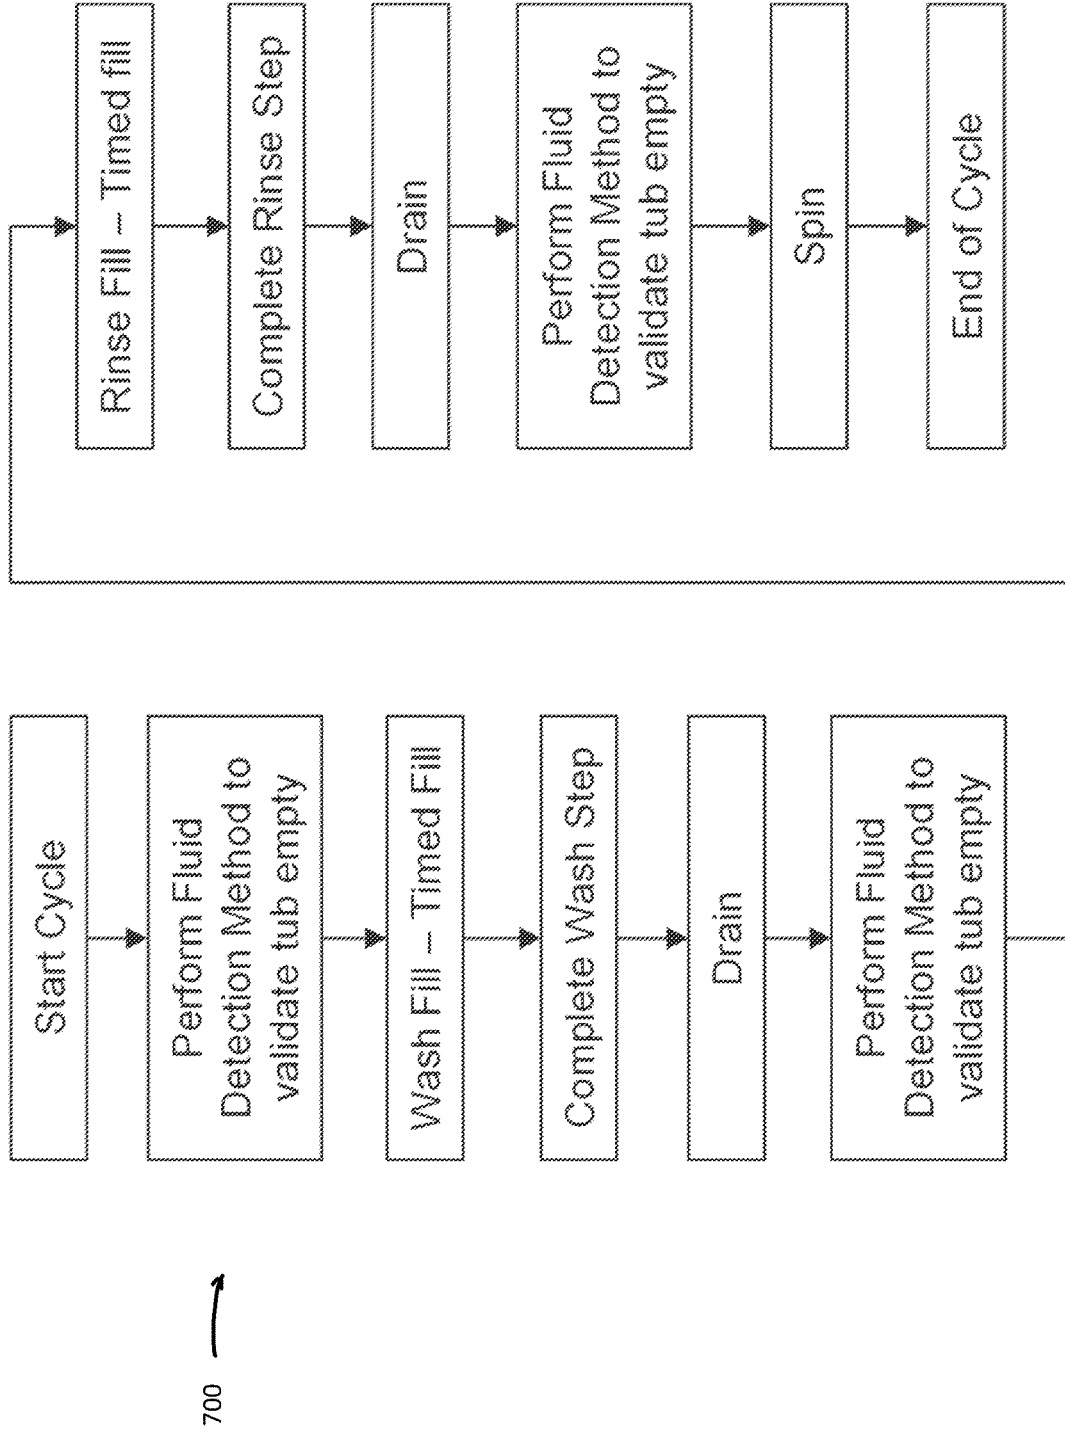 700
Start Cycle
Perform Fluid
Detection Method to
validate tub empty
Wash Fill – Timed Fill
Complete Wash Step
Drain
Perform Fluid
Detection Method to
validate tub empty
Rinse Fill – Timed fill
Complete Rinse Step
Drain
Perform Fluid
Detection Method to
validate tub empty
Spin
End of Cycle